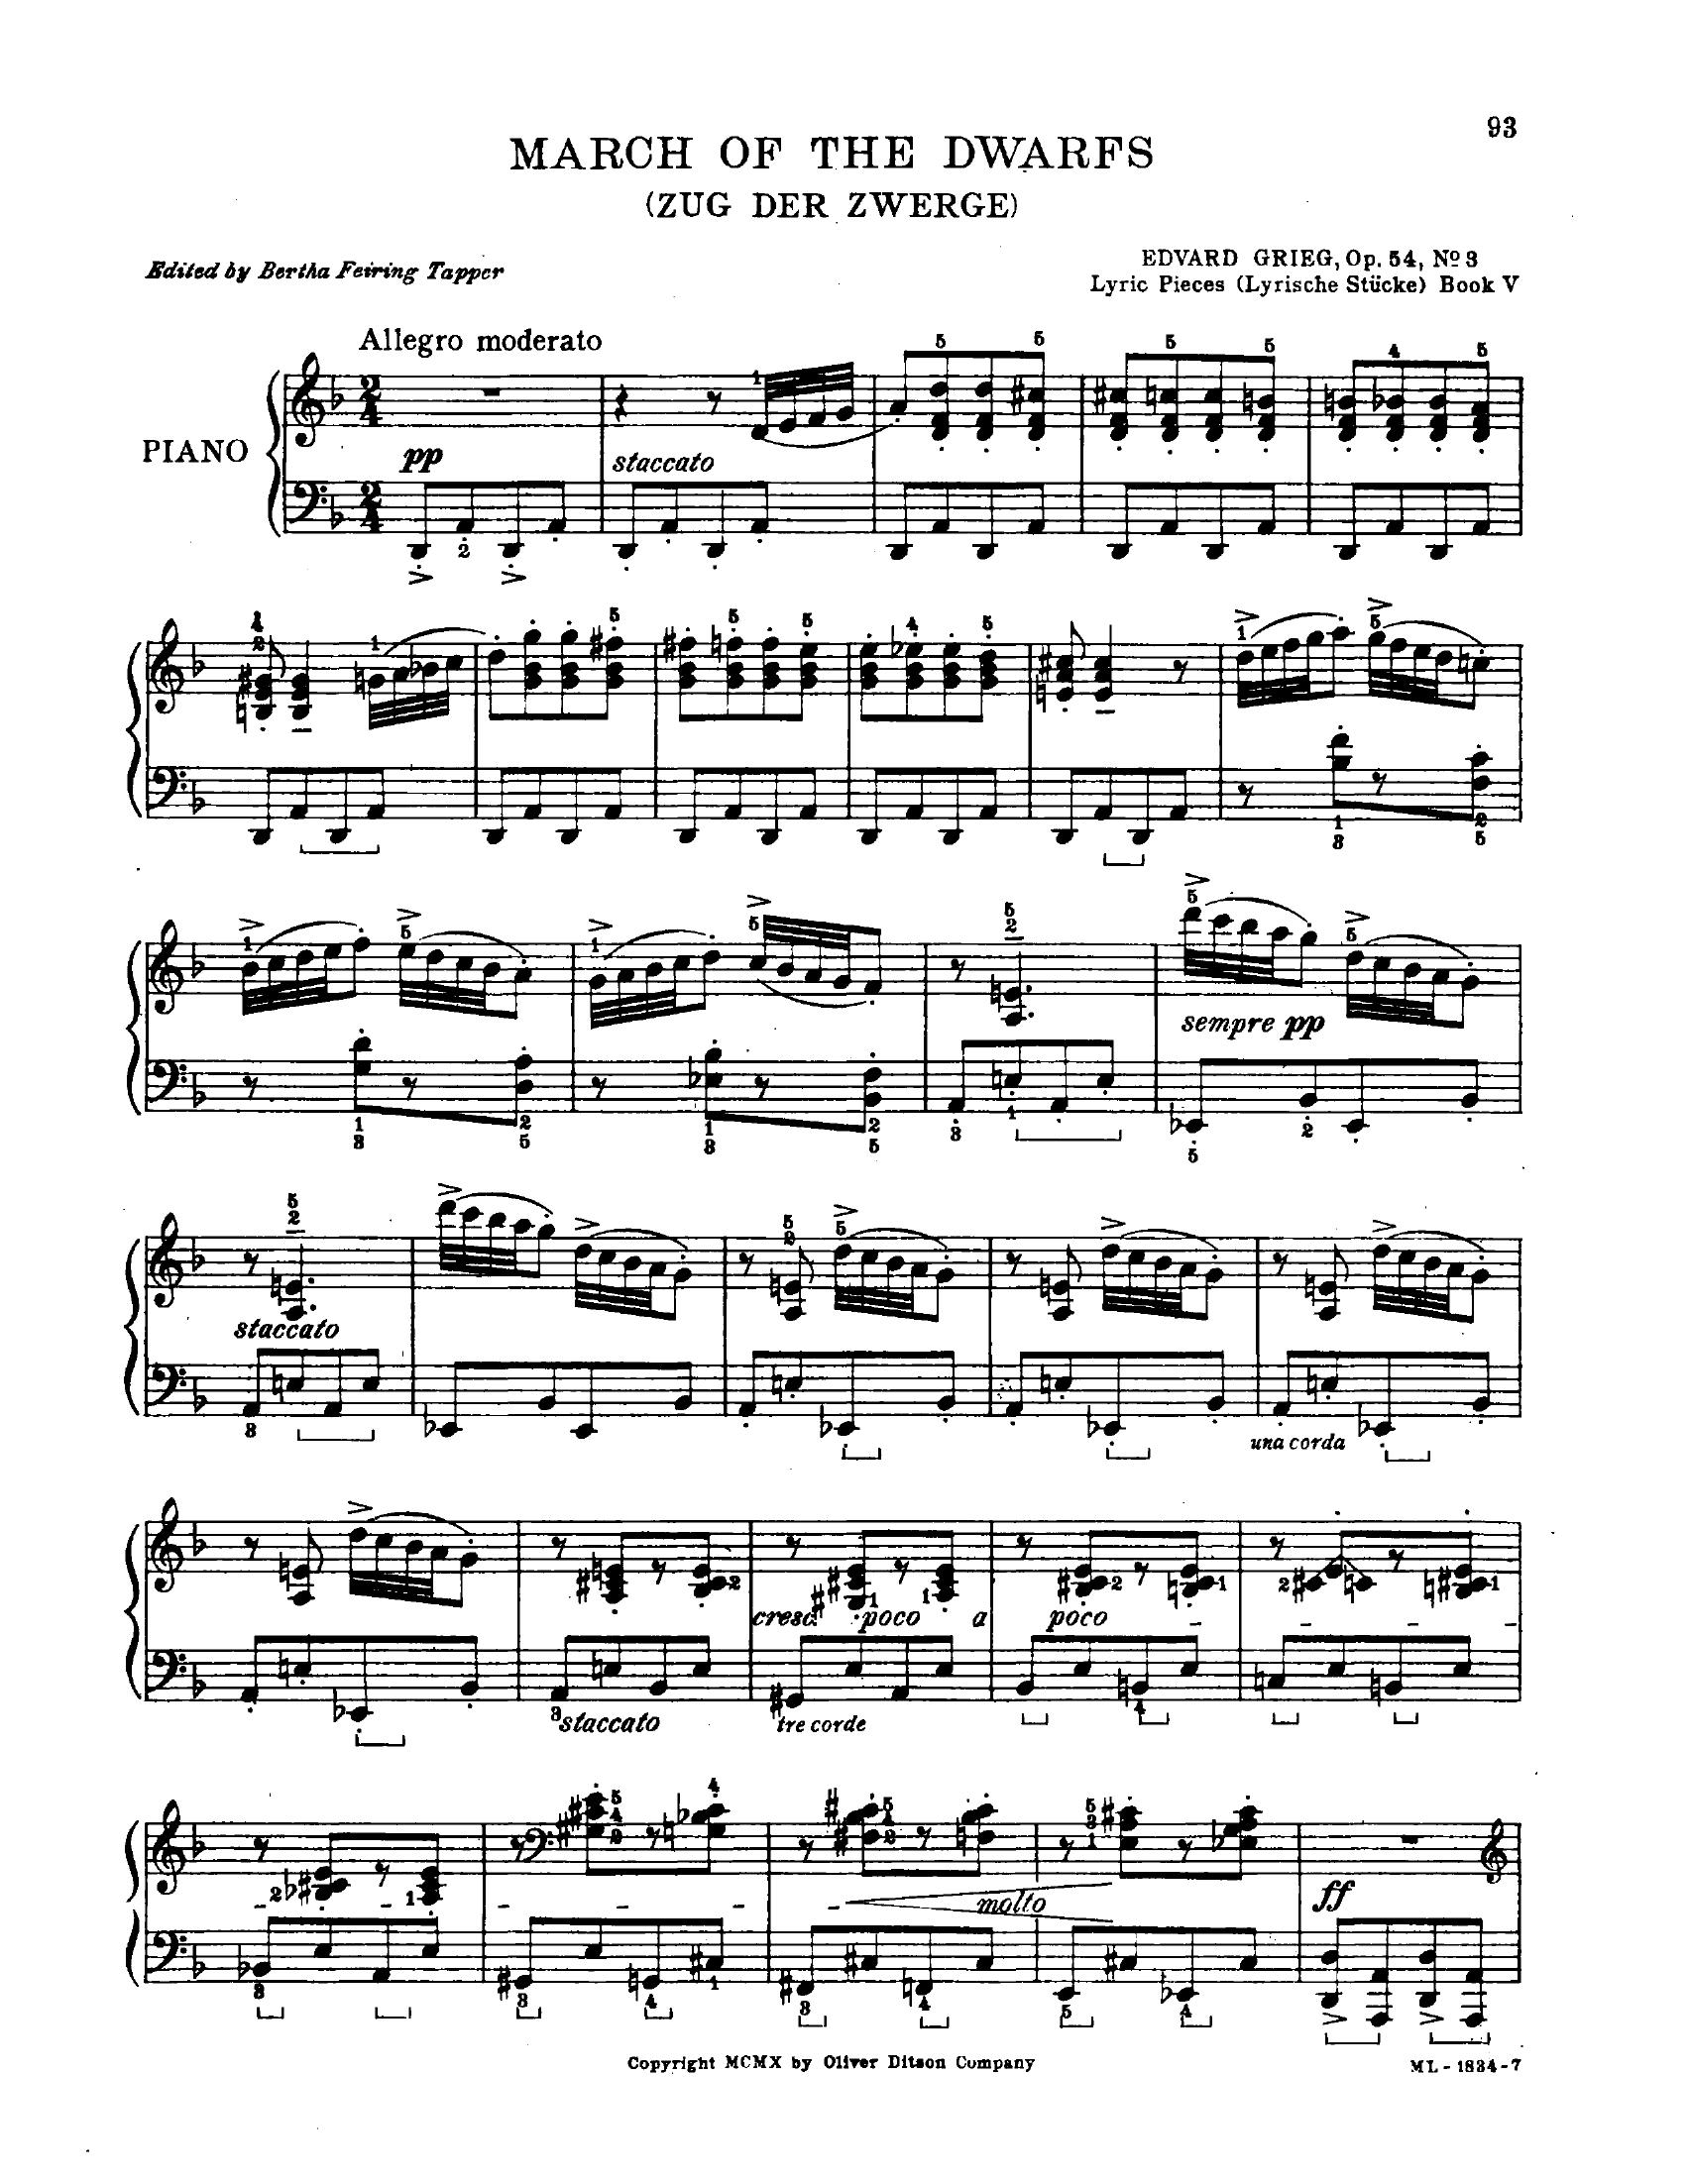 93
MARCH OF THE DWARFS
(ZUG DER ZWERGE)
Edited by Bertha Feiring Tapper
EDVARD GRIEG, Op. 54, Nº 3
Lyric Pieces (Lyrische Stücke) Book V
Allegro moderato
PIANO
pp
staccato
sempre pp
staccato
una corda
cresc. poco a poco
staccato
tre corde
molto
ff
Copyright MCMX by Oliver Ditson Company
ML-1834-7